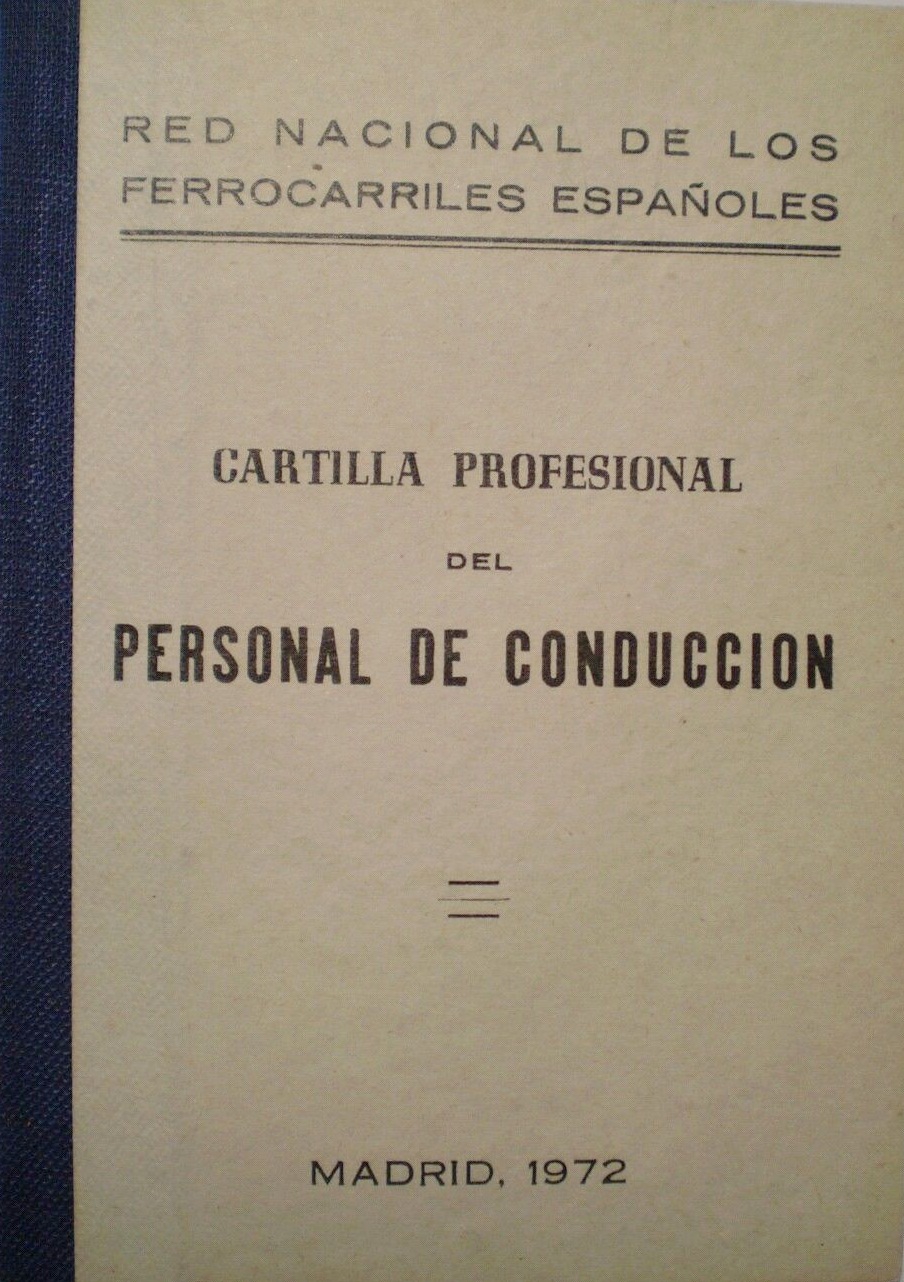 RED NACIONAL DE LOS
FERROCARRILES ESPAÑOLES
CARTILLA PROFESIONAL
DEL
PERSONAL DE CONDUCCION
MADRID, 1972